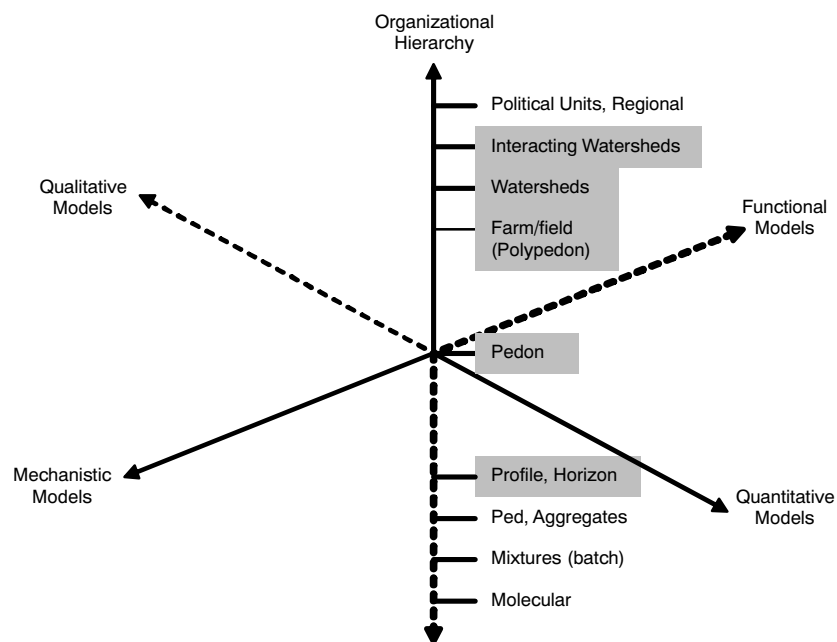 Organizational
Hierarchy
Political Units, Regional
Interacting Watersheds
Qualitative
Models
Watersheds
Functional
Models
Farm/field
(Polypedon)
Pedon
Mechanistic
Models
Profile, Horizon
Quantitative
Models
Ped, Aggregates
Mixtures (batch)
Molecular